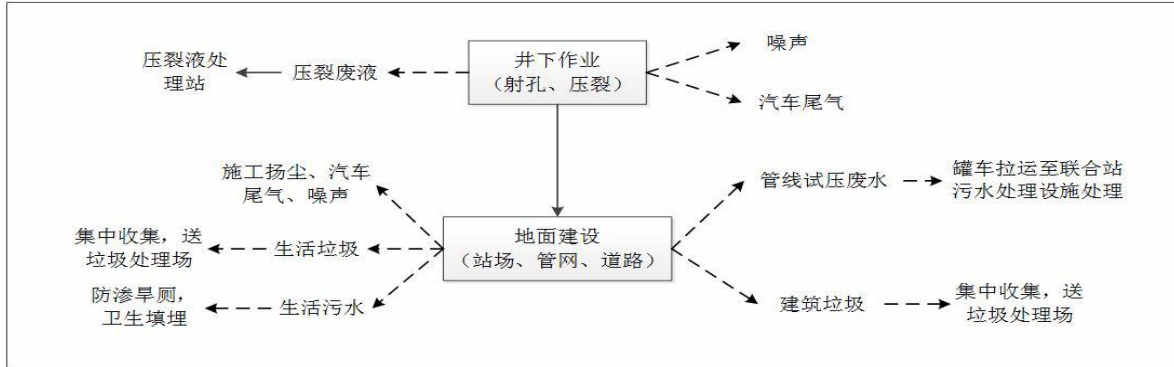 压裂液处
理站
压裂废液
井下作业
（射孔、压裂）
噪声
汽车尾气
施工扬尘、汽车
尾气、噪声
管线试压废水
罐车拉运至联合站
污水处理设施处理
集中收集，送
垃圾处理场
生活垃圾
地面建设
（站场、管网、道路）
防渗旱厕，
卫生填埋
生活污水
建筑垃圾
集中收集，送
垃圾处理场